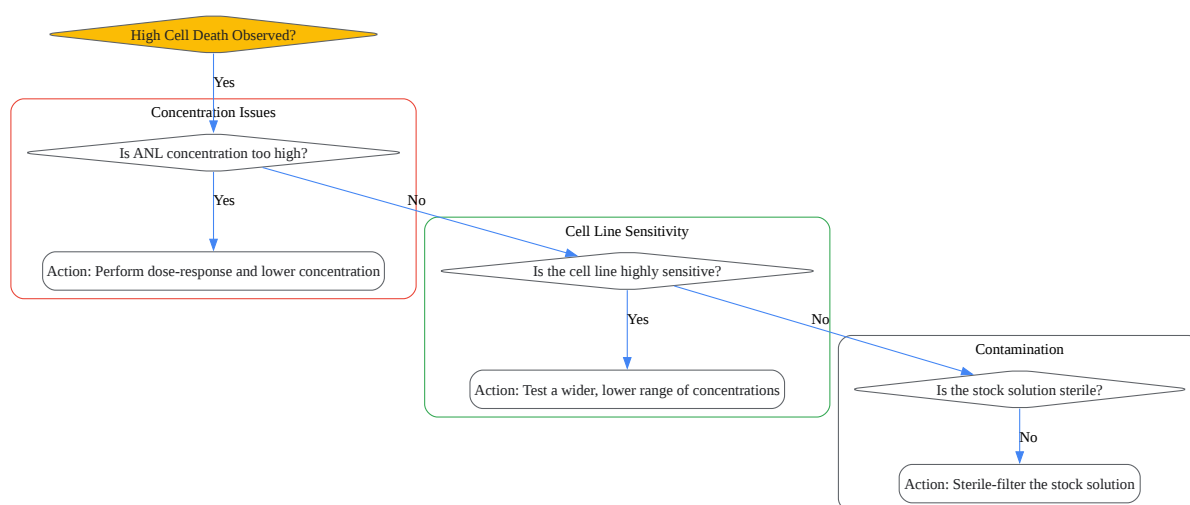 High Cell Death Observed?
Yes
Concentration Issues
Is ANL concentration too high?
Yes
No
Action: Perform dose-response and lower concentration
Cell Line Sensitivity
Is the cell line highly sensitive?
Yes
No
Action: Test a wider, lower range of concentrations
Contamination
Is the stock solution sterile?
No
Action: Sterile-filter the stock solution